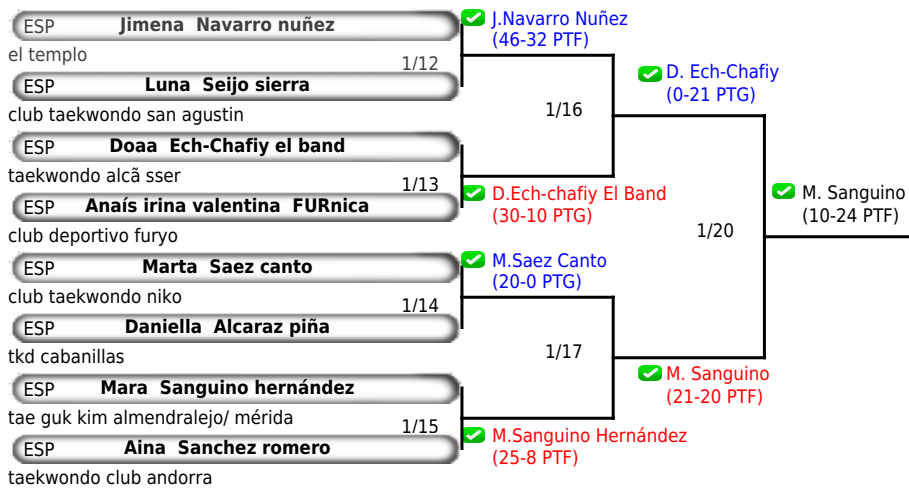 ESP Jimena Navarro nuñez
el templo
1/12
ESP Luna Seijo sierra
club taekwondo san agustin
J.Navarro Nuñez
(46-32 PTF)
ESP Doaa Ech-Chafiy el band
taekwondo alcã sser
1/13
ESP Anaís irina valentina FURnica
club deportivo furyo
D.Ech-chafiy El Band
(30-10 PTG)
1/16
D. Ech-Chafiy
(0-21 PTG)
ESP Marta Saez canto
club taekwondo niko
1/14
ESP Daniella Alcaraz piña
tkd cabanillas
M.Saez Canto
(20-0 PTG)
ESP Mara Sanguino hernández
tae guk kim almendralejo/ mérida
1/15
ESP Aina Sanchez romero
taekwondo club andorra
M.Sanguino Hernández
(25-8 PTF)
1/17
M. Sanguino
(21-20 PTF)
1/20
M. Sanguino
(10-24 PTF)